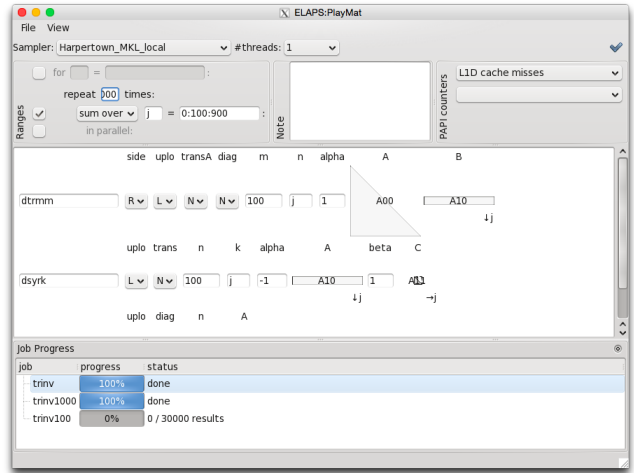 ELAPS:PlayMat
File View
Sampler: Harpertown_MKL_local #threads: 1
for = :
repeat 000 times:
sum over j = 0:100:900 :
in parallel:
Ranges
Note
PAPI counters
L1D cache misses
side uplo transA diag m n alpha A B
dtrmm R L N N 100 j 1 A00 A10
↓j
uplo trans n k alpha A beta C
dsyrk L N 100 j -1 A10 1
↓j →j
uplo diag n A
Job Progress
job progress status
trinv 100% done
trinv1000 100% done
trinv100 0% 0 / 30000 results